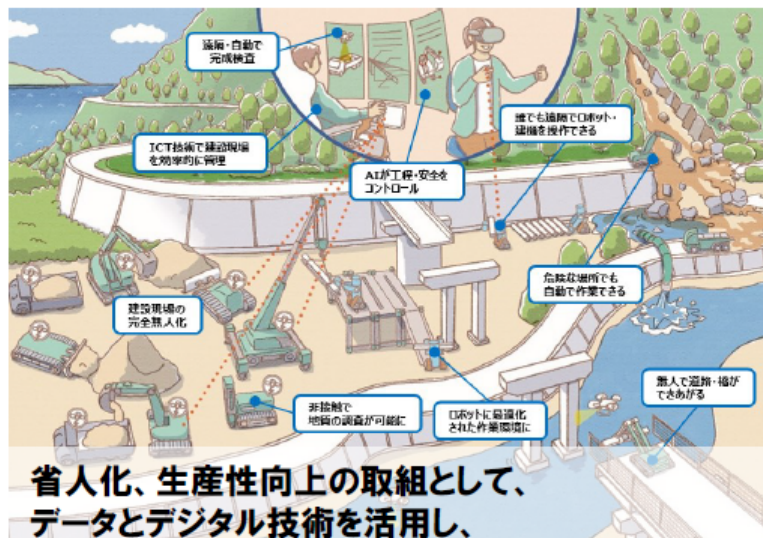 遠隔・自動で
完成検査
ICT技術で建設現場
を効率的に管理
AIが工程・安全を
コントロール
誰でも遠隔でロボット・
建機を操作できる
危険な場所でも
自動で作業できる
建設現場の
完全無人化
非接触で
地質の調査が可能に
ロボットに最適化
された作業環境に
無人で道路・橋が
できあがる
省人化、生産性向上の取組として、
データとデジタル技術を活用し、